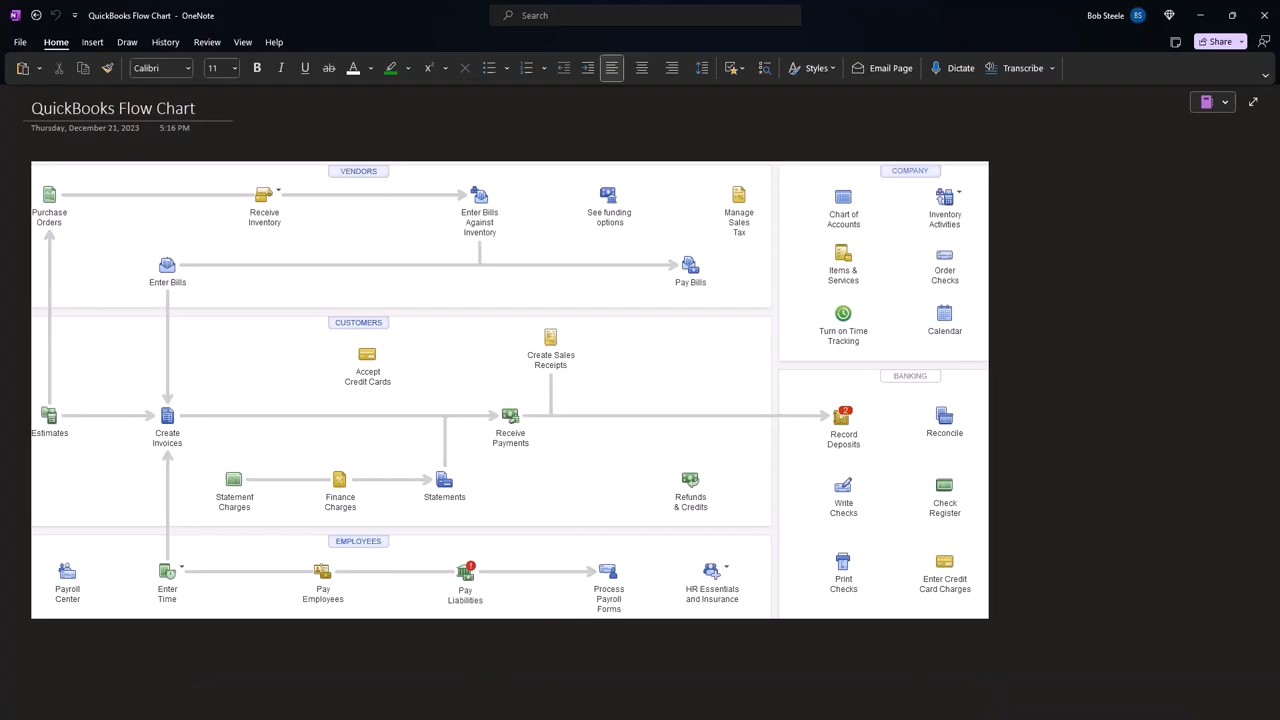 QuickBooks Flow Chart - OneNote
Search
Bob Steele
BS
File
Home
Insert
Draw
History
Review
View
Help
Share
Calibri
11
B
I
U
ab
A
Styles
Email Page
Dictate
Transcribe
QuickBooks Flow Chart
Thursday, December 21, 2023
5:16 PM
VENDORS
Purchase
Orders
Receive
Inventory
Enter Bills
Against
Inventory
See funding
options
Manage
Sales
Tax
Enter Bills
Pay Bills
CUSTOMERS
Accept
Credit Cards
Create Sales
Receipts
Estimates
Create
Invoices
Receive
Payments
Statement
Charges
Finance
Charges
Statements
Refunds
& Credits
EMPLOYEES
Payroll
Center
Enter
Time
Pay
Employees
Pay
Liabilities
Process
Payroll
Forms
HR Essentials
and Insurance
COMPANY
Chart of
Accounts
Inventory
Activities
Items &
Services
Order
Checks
Turn on Time
Tracking
Calendar
BANKING
2
Record
Deposits
Reconcile
Write
Checks
Check
Register
Print
Checks
Enter Credit
Card Charges